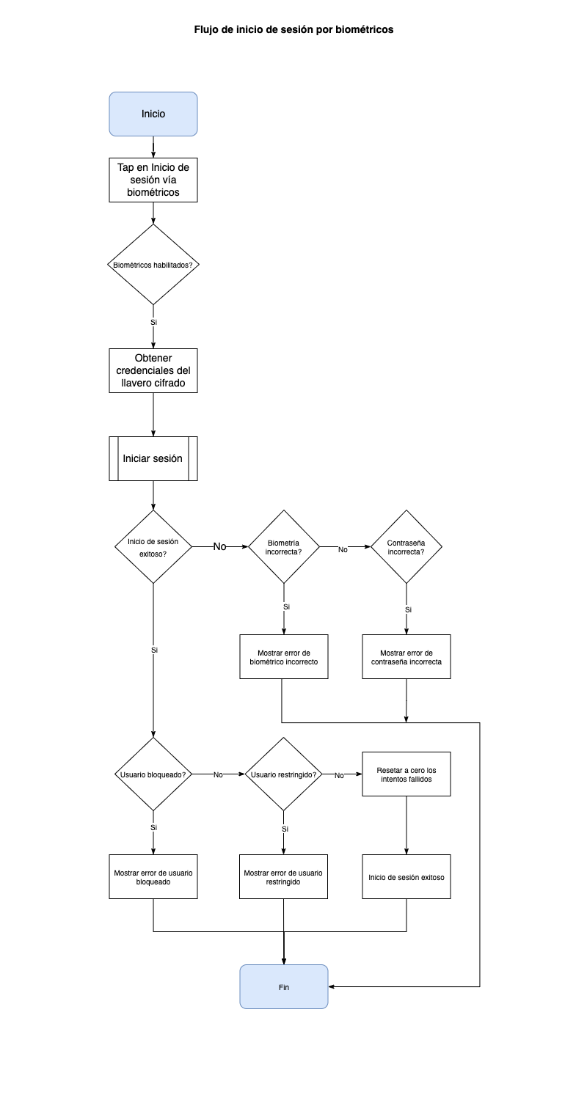 Flujo de inicio de sesión por biométricos
Inicio
Tap en Inicio de
sesión vía
biométricos
Biométricos habilitados?
Si
Obtener
credenciales del
llavero cifrado
Iniciar sesión
Inicio de sesión
exitoso?
No
Biometría
incorrecta?
No
Contraseña
incorrecta?
Si
Si
Mostrar error de
biométrico incorrecto
Mostrar error de
contraseña incorrecta
Si
Usuario bloqueado?
No
Usuario restringido?
No
Resetar a cero los
intentos fallidos
Si
Si
Mostrar error de usuario
bloqueado
Mostrar error de usuario
restringido
Inicio de sesión exitoso
Fin